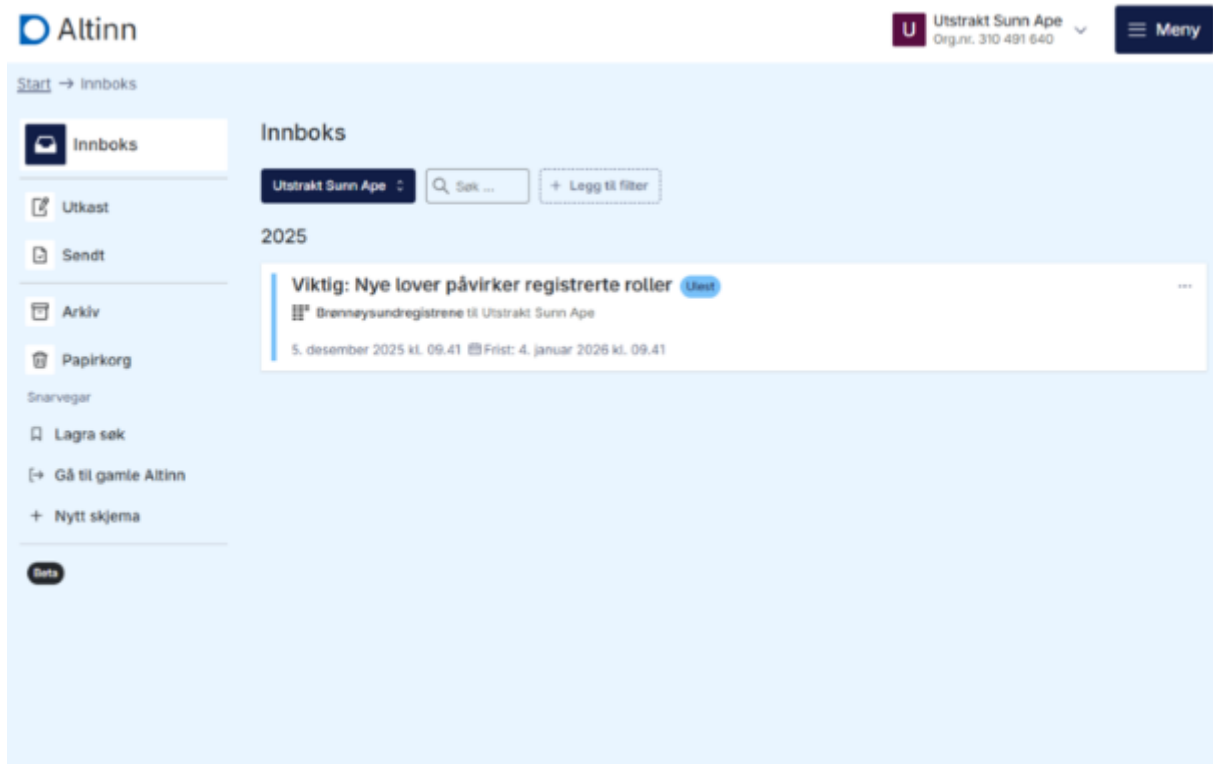 Altinn
U
Utstrakt Sunn Ape
Org.nr. 310 491 640
Meny
Start → Innboks
Innboks
Utkast
Sendt
Arkiv
Papirkorg
Snarvegar
Lagra søk
Gå til gamle Altinn
+ Nytt skjema
Beta
Innboks
Utstrakt Sunn Ape
Søk ...
+ Legg til filter
2025
Viktig: Nye lover påvirker registrerte roller Ulest
Brønnøysundregistrene til Utstrakt Sunn Ape
5. desember 2025 kl. 09.41 Frist: 4. januar 2026 kl. 09.41